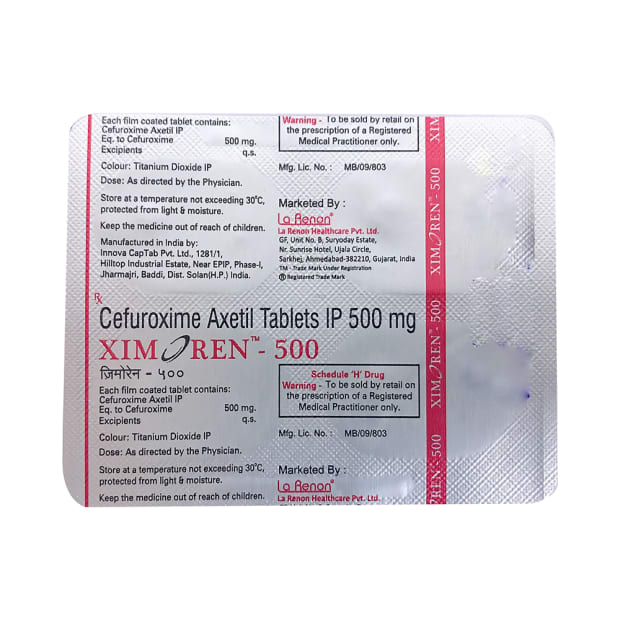 Each film coated tablet contains:
Cefuroxime Axetil IP
Eq. to Cefuroxime 500 mg.
Excipients q.s.
Colour: Titanium Dioxide IP
Dose: As directed by the Physician.
Store at a temperature not exceeding 30°C,
protected from light & moisture.
Keep the medicine out of reach of children.
Manufactured in India by:
Innova CapTab Pvt. Ltd., 1281/1,
Hilltop Industrial Estate, Near EPIP, Phase-I,
Jharmajri, Baddi, Dist. Solan(H.P.) India.
Warning - To be sold by retail on
the prescription of a Registered
Medical Practitioner only.
Mfg. Lic. No. : MB/09/803
Marketed By :
La Renon®
La Renon Healthcare Pvt. Ltd.
GF, Unit No. B, Suryoday Estate,
Nr. Sunrise Hotel, Ujala Circle,
Sarkhej, Ahmedabad-382210, Gujarat, India
TM - Trade Mark Under Registration
® Registered Trade Mark
Rx
Cefuroxime Axetil Tablets IP 500 mg
XIMOREN™ - 500
ज़िमोरेन - ५००
Each film coated tablet contains:
Cefuroxime Axetil IP
Eq. to Cefuroxime 500 mg.
Excipients q.s.
Colour: Titanium Dioxide IP
Dose: As directed by the Physician.
Store at a temperature not exceeding 30°C,
protected from light & moisture.
Keep the medicine out of reach of children.
Schedule 'H' Drug
Warning - To be sold by retail on
the prescription of a Registered
Medical Practitioner only.
Mfg. Lic. No. : MB/09/803
Marketed By :
La Renon®
La Renon Healthcare Pvt. Ltd.
XIM
XIMOREN™ - 500
XIMOREN™ - 500
OREN™ - 500